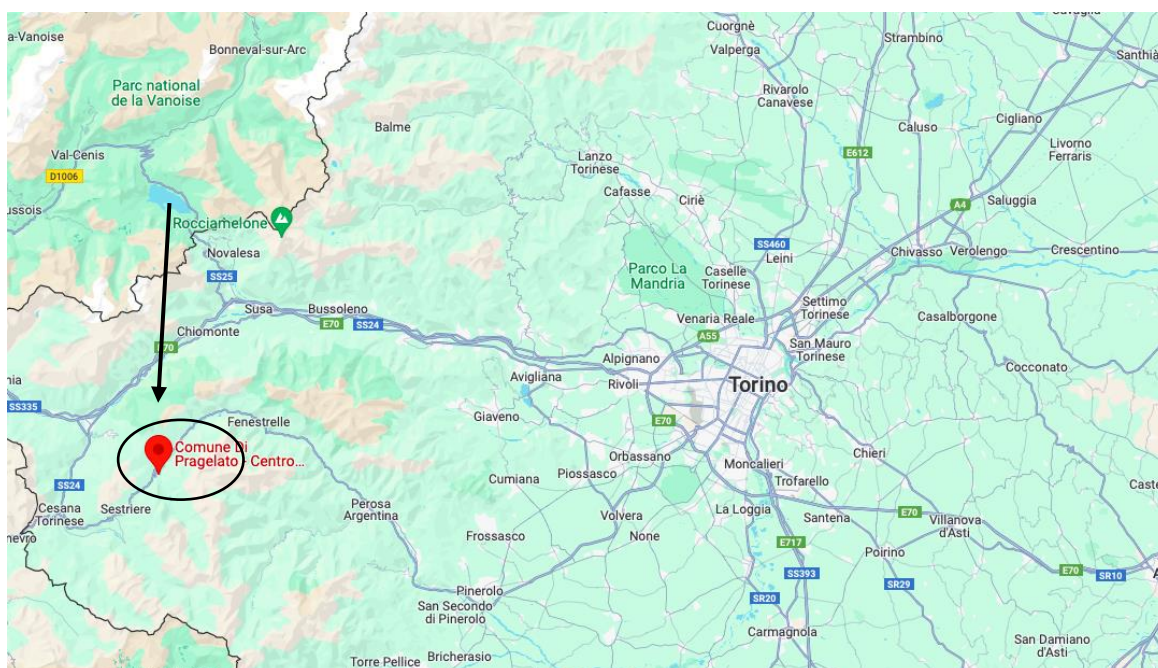 Cuorgnè
Valperga
Strambino
Cavaglià
Santhià
a-Vanoise
Bonneval-sur-Arc
Parc national
de la Vanoise
Rivarolo
Canavese
Balme
Caluso
Cigliano
Livorno
Ferraris
E612
Val-Cenis
D1006
Lanzo
Torinese
Cafasse
Ciriè
Saluggia
A4
ussois
Rocciamelone
Novalesa
SS25
SS460
Leini
Chivasso
Verolengo
Crescentino
Parco La
Mandria
Caselle
Torinese
Settimo
Torinese
Casalborgone
Susa
Bussoleno
E70
SS24
Venaria Reale
A55
Chiomonte
E70
San Mauro
Torinese
Alpignano
Rivoli
Avigliana
Torino
Cocconato
nia
SS335
Giaveno
E70
Fenestrelle
Comune Di
Pragelato - Centro...
Orbassano
Moncalieri
Chieri
Trofarello
Piossasco
Cumiana
SS24
Cesana
Torinese
Sestriere
nevro
Perosa
Argentina
Volvera
None
La Loggia
Santena
E70
Villanova
d'Asti
Caste
Frossasco
E717
SS393
Poirino
E70
SR10
SR29
SR20
Pinerolo
San Secondo
di Pinerolo
Carmagnola
San Damiano
d'Asti
Torre Pellice
Bricherasio